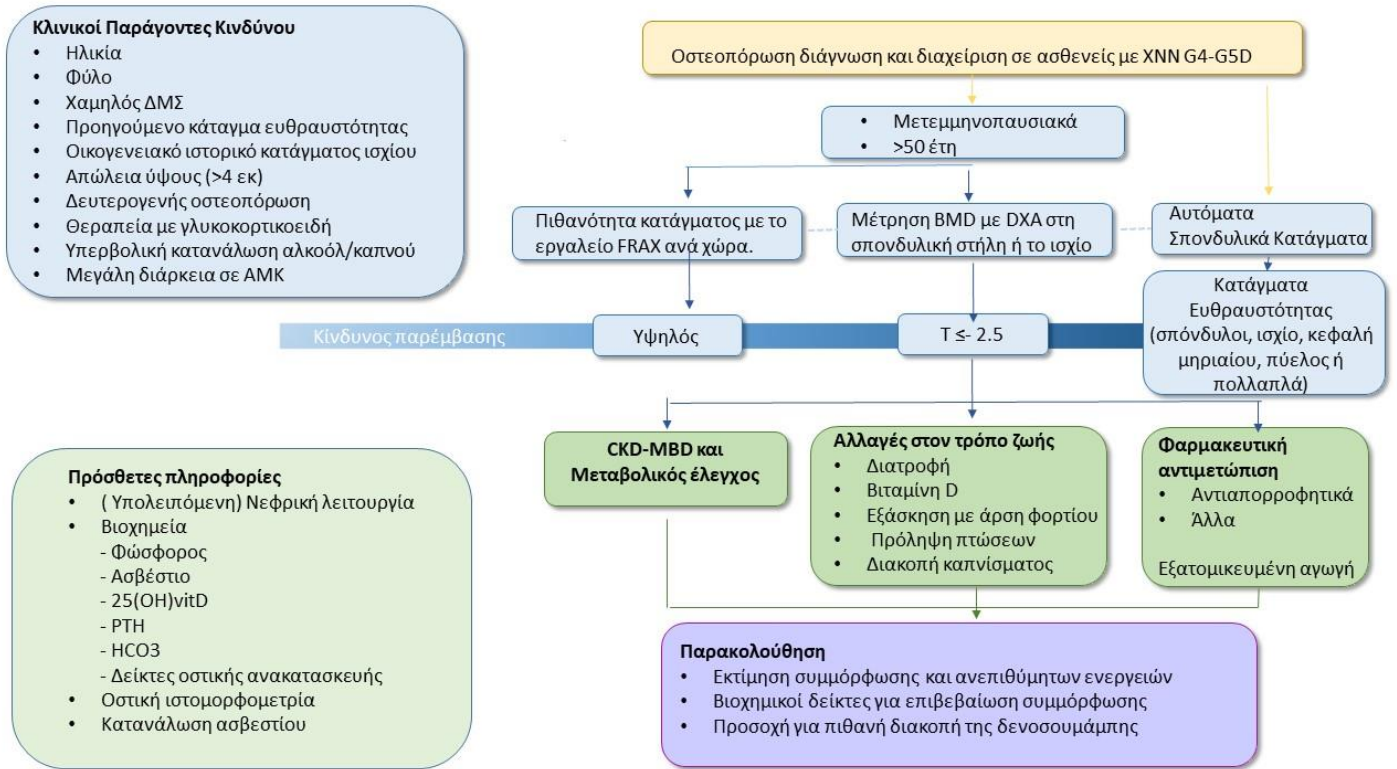 Κλινικοί Παράγοντες Κινδύνου
• Ηλικία
• Φύλο
• Χαμηλός ΔΜΣ
• Προηγούμενο κάταγμα ευθραυστότητας
• Οικογενειακό ιστορικό κατάγματος ισχίου
• Απώλεια ύψους (>4 εκ)
• Δευτερογενής οστεοπόρωση
• Θεραπεία με γλυκοκορτικοειδή
• Υπερβολική κατανάλωση αλκοόλ/καπνού
• Μεγάλη διάρκεια σε ΑΜΚ
Οστεοπόρωση διάγνωση και διαχείριση σε ασθενείς με ΧΝΝ G4-G5D
• Μετεμμηνοπαυσιακά
• >50 έτη
Πιθανότητα κατάγματος με το
εργαλείο FRAX ανά χώρα.
Μέτρηση BMD με DXA στη
σπονδυλική στήλη ή το ισχίο
Αυτόματα
Σπονδυλικά Κατάγματα
Κίνδυνος παρέμβασης
Υψηλός
T ≤- 2.5
Κατάγματα
Ευθραυστότητας
(σπόνδυλοι, ισχίο, κεφαλή
μηριαίου, πύελος ή
πολλαπλά)
CKD-MBD και
Μεταβολικός έλεγχος
Αλλαγές στον τρόπο ζωής
• Διατροφή
• Βιταμίνη D
• Εξάσκηση με άρση φορτίου
• Πρόληψη πτώσεων
• Διακοπή καπνίσματος
Φαρμακευτική
αντιμετώπιση
• Αντιαπορροφητικά
• Άλλα
Εξατομικευμένη αγωγή
Πρόσθετες πληροφορίες
• ( Υπολειπόμενη) Νεφρική λειτουργία
• Βιοχημεία
- Φώσφορος
- Ασβέστιο
- 25(OH)vitD
- PTH
- HCO3
- Δείκτες οστικής ανακατασκευής
• Οστική ιστομορφομετρία
• Κατανάλωση ασβεστίου
Παρακολούθηση
• Εκτίμηση συμμόρφωσης και ανεπιθύμητων ενεργειών
• Βιοχημικοί δείκτες για επιβεβαίωση συμμόρφωσης
• Προσοχή για πιθανή διακοπή της δενοσουμάμπης